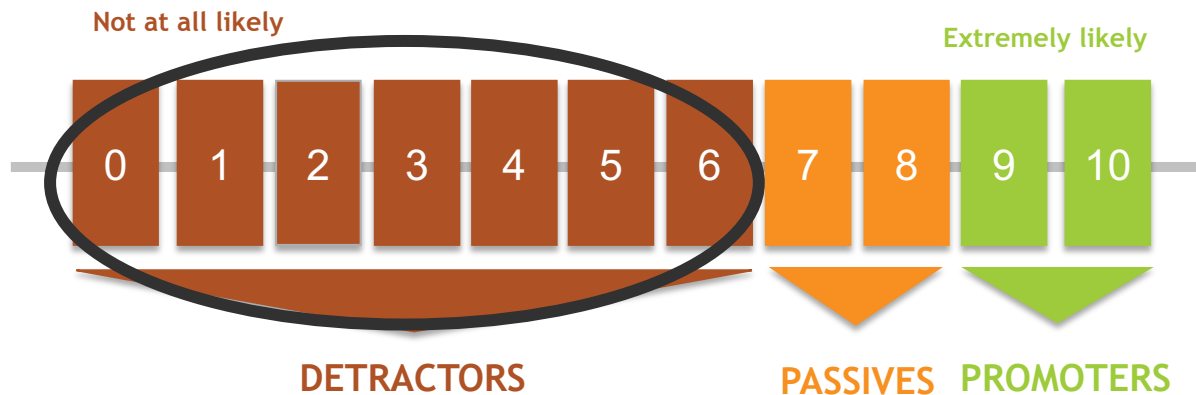 Not at all likely
Extremely likely
0 1 2 3 4 5 6 7 8 9 10
DETRACTORS PASSIVES PROMOTERS